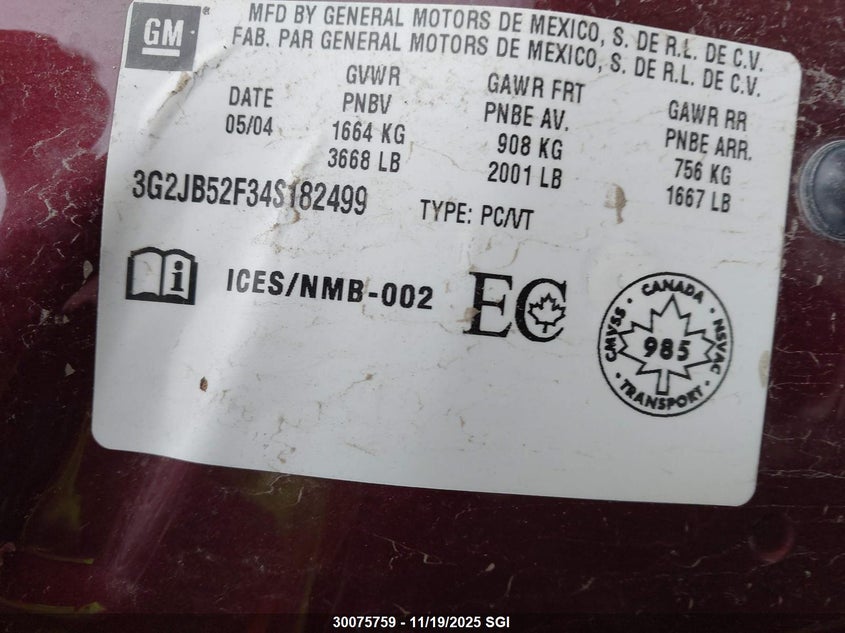 GM
MFD BY GENERAL MOTORS DE MEXICO, S. DE R.L. DE C.V.
FAB. PAR GENERAL MOTORS DE MEXICO, S. DE R.L. DE C.V.
DATE GVWR GAWR FRT GAWR RR
05/04 PNBV PNBE AV. PNBE ARR.
1664 KG 908 KG 756 KG
3668 LB 2001 LB 1667 LB
3G2JB52F34S182499 TYPE: PC/VT
i ICES/NMB-002 EC
CANADA
CMVSS 985 NSVAC
TRANSPORT
30075759 - 11/19/2025 SGI